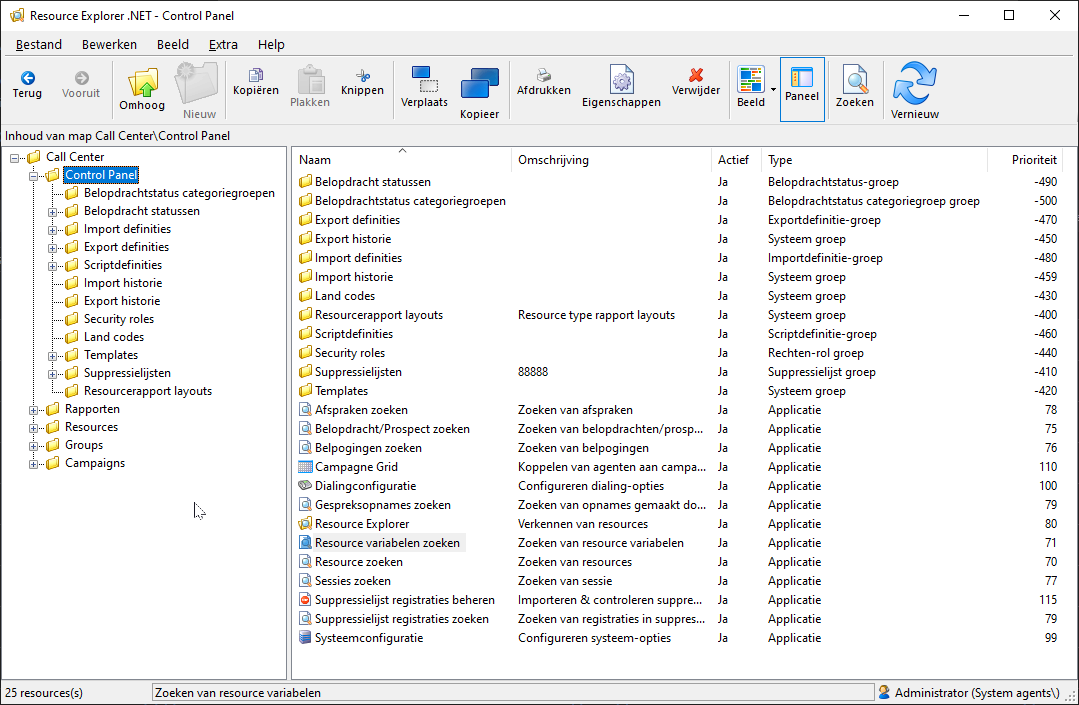 Resource Explorer .NET - Control Panel
Bestand Bewerken Beeld Extra Help
Terug Vooruit Omhoog Nieuw Kopiëren Plakken Knippen Verplaats Kopieer Afdrukken Eigenschappen Verwijder Beeld Paneel Zoeken Vernieuw
Inhoud van map Call Center\Control Panel
Call Center
Control Panel
Belopdrachtstatus categoriegroepen
Belopdracht statussen
Import definities
Export definities
Scriptdefinities
Import historie
Export historie
Security roles
Land codes
Templates
Suppressielijsten
Resourcerapport layouts
Rapporten
Resources
Groups
Campaigns
Naam Omschrijving Actief Type Prioriteit
Belopdracht statussen Ja Belopdrachtstatus-groep -490
Belopdrachtstatus categoriegroepen Ja Belopdrachtstatus categoriegroep groep -500
Export definities Ja Exportdefinitie-groep -470
Export historie Ja Systeem groep -450
Import definities Ja Importdefinitie-groep -480
Import historie Ja Systeem groep -459
Land codes Ja Systeem groep -430
Resourcerapport layouts Resource type rapport layouts Ja Systeem groep -400
Scriptdefinities Ja Scriptdefinitie-groep -460
Security roles Ja Rechten-rol groep -440
Suppressielijsten 88888 Ja Suppressielijst groep -410
Templates Ja Systeem groep -420
Afspraken zoeken Zoeken van afspraken Ja Applicatie 78
Belopdracht/Prospect zoeken Zoeken van belopdrachten/prosp... Ja Applicatie 75
Belpogingen zoeken Zoeken van belpogingen Ja Applicatie 76
Campagne Grid Koppelen van agenten aan campa... Ja Applicatie 110
Dialingconfiguratie Configureren dialing-opties Ja Applicatie 100
Gespreksopnames zoeken Zoeken van opnames gemaakt do... Ja Applicatie 79
Resource Explorer Verkennen van resources Ja Applicatie 80
Resource variabelen zoeken Zoeken van resource variabelen Ja Applicatie 71
Resource zoeken Zoeken van resources Ja Applicatie 70
Sessies zoeken Zoeken van sessie Ja Applicatie 77
Suppressielijst registraties beheren Importeren & controleren suppre... Ja Applicatie 115
Suppressielijst registraties zoeken Zoeken van registraties in suppres... Ja Applicatie 79
Systeemconfiguratie Configureren systeem-opties Ja Applicatie 99
25 resources(s) Zoeken van resource variabelen Administrator (System agents\)